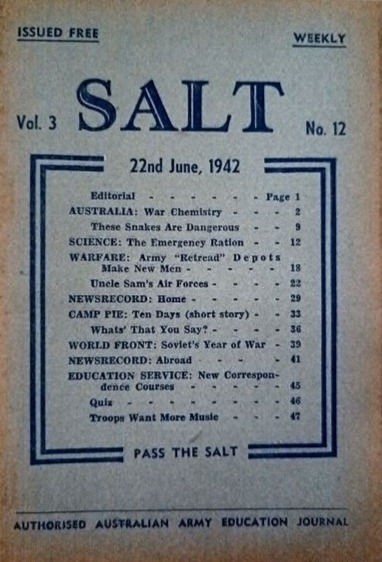 ISSUED FREE WEEKLY
SALT
Vol. 3 No. 12
22nd June, 1942
Editorial - - - - - - Page 1
AUSTRALIA: War Chemistry - - - 2
These Snakes Are Dangerous - - - 9
SCIENCE: The Emergency Ration - - 12
WARFARE: Army "Retread" Depots
Make New Men - - - - - 18
Uncle Sam's Air Forces - - - - 22
NEWSRECORD: Home - - - - - 29
CAMP PIE: Ten Days (short story) - - 33
Whats' That You Say? - - - - 36
WORLD FRONT: Soviet's Year of War - 39
NEWSRECORD: Abroad - - - - 41
EDUCATION SERVICE: New Correspon-
dence Courses - - - - - 45
Quiz - - - - - - - 46
Troops Want More Music - - - 47
PASS THE SALT
AUTHORISED AUSTRALIAN ARMY EDUCATION JOURNAL